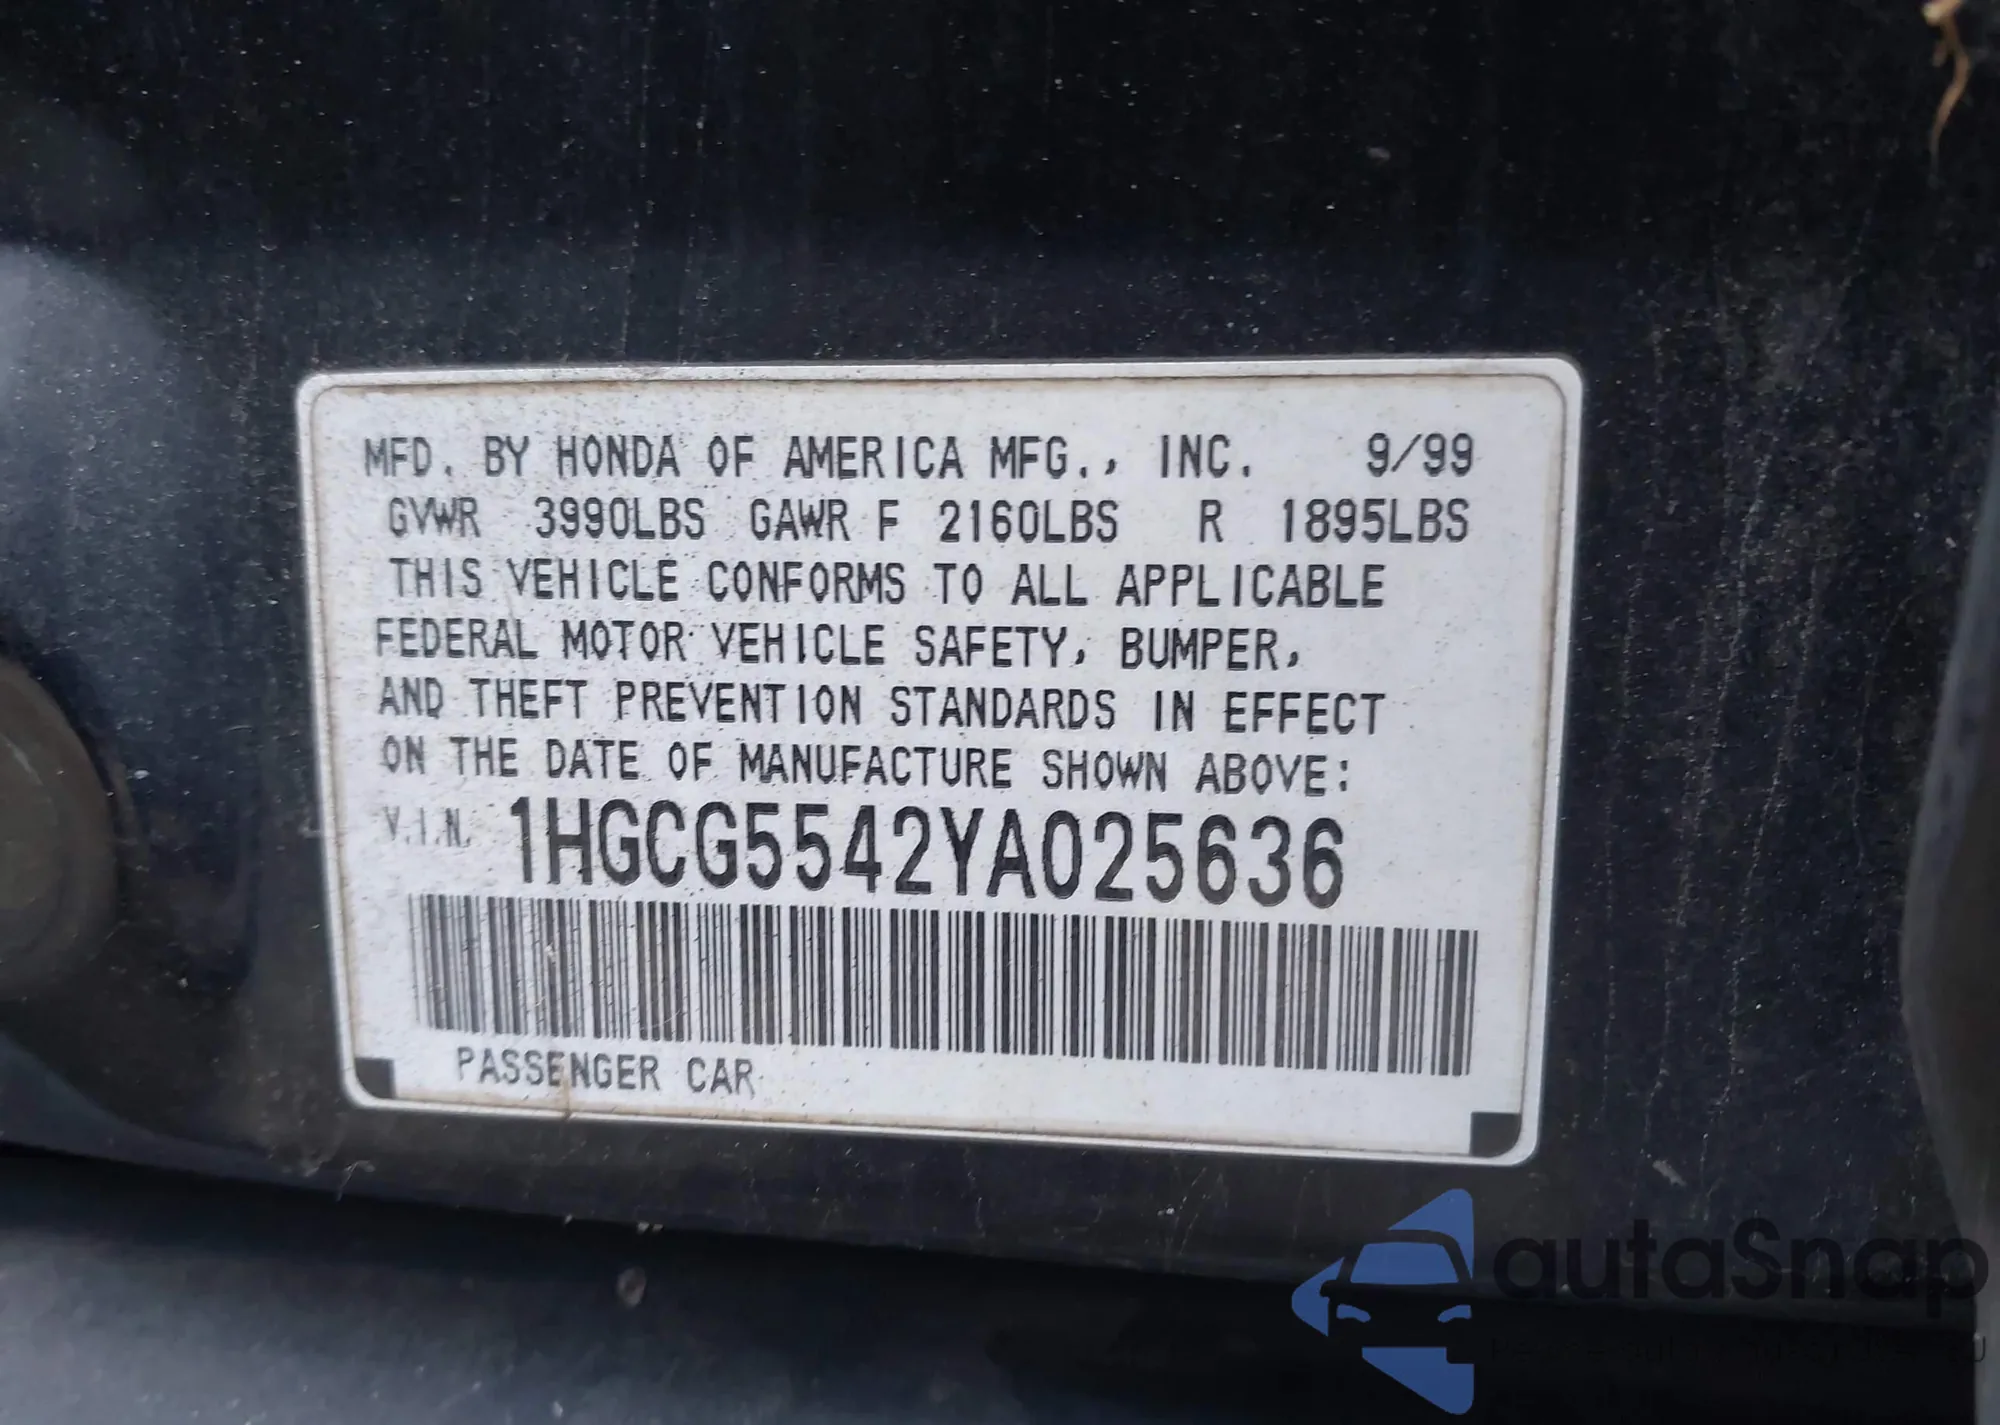 MFD. BY HONDA OF AMERICA MFG., INC. 9/99
GVWR 3990LBS GAWR F 2160LBS R 1895LBS
THIS VEHICLE CONFORMS TO ALL APPLICABLE
FEDERAL MOTOR VEHICLE SAFETY, BUMPER,
AND THEFT PREVENTION STANDARDS IN EFFECT
ON THE DATE OF MANUFACTURE SHOWN ABOVE:
V.I.N. 1HGCG5542YA025636
PASSENGER CAR
autaSnap